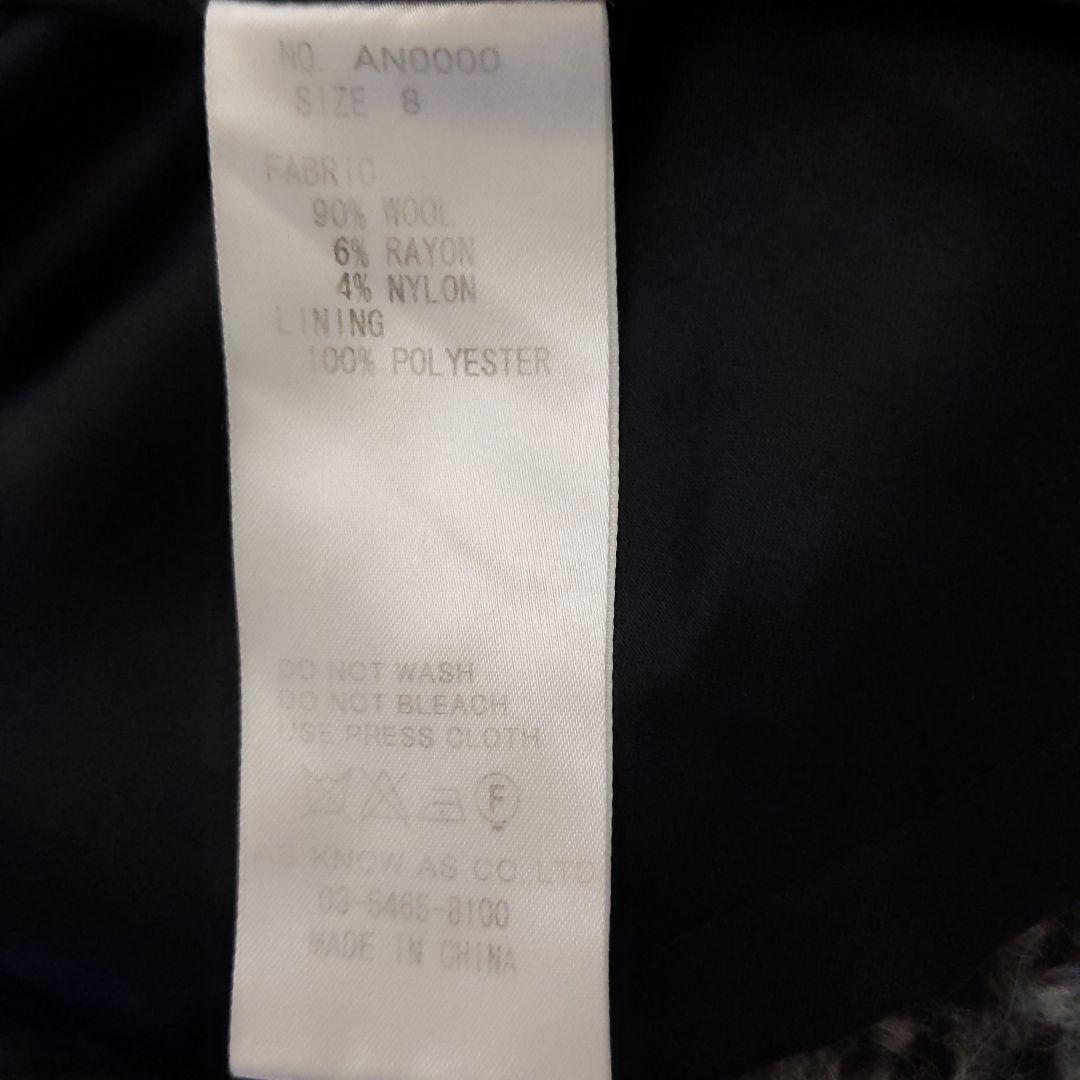 NO. AN0000
SIZE 8
FABRIC
90% WOOL
6% RAYON
4% NYLON
LINING
100% POLYESTER
DO NOT WASH
DO NOT BLEACH
USE PRESS CLOTH
F
AS KNOW AS CO.,LTD
03-5465-8100
MADE IN CHINA